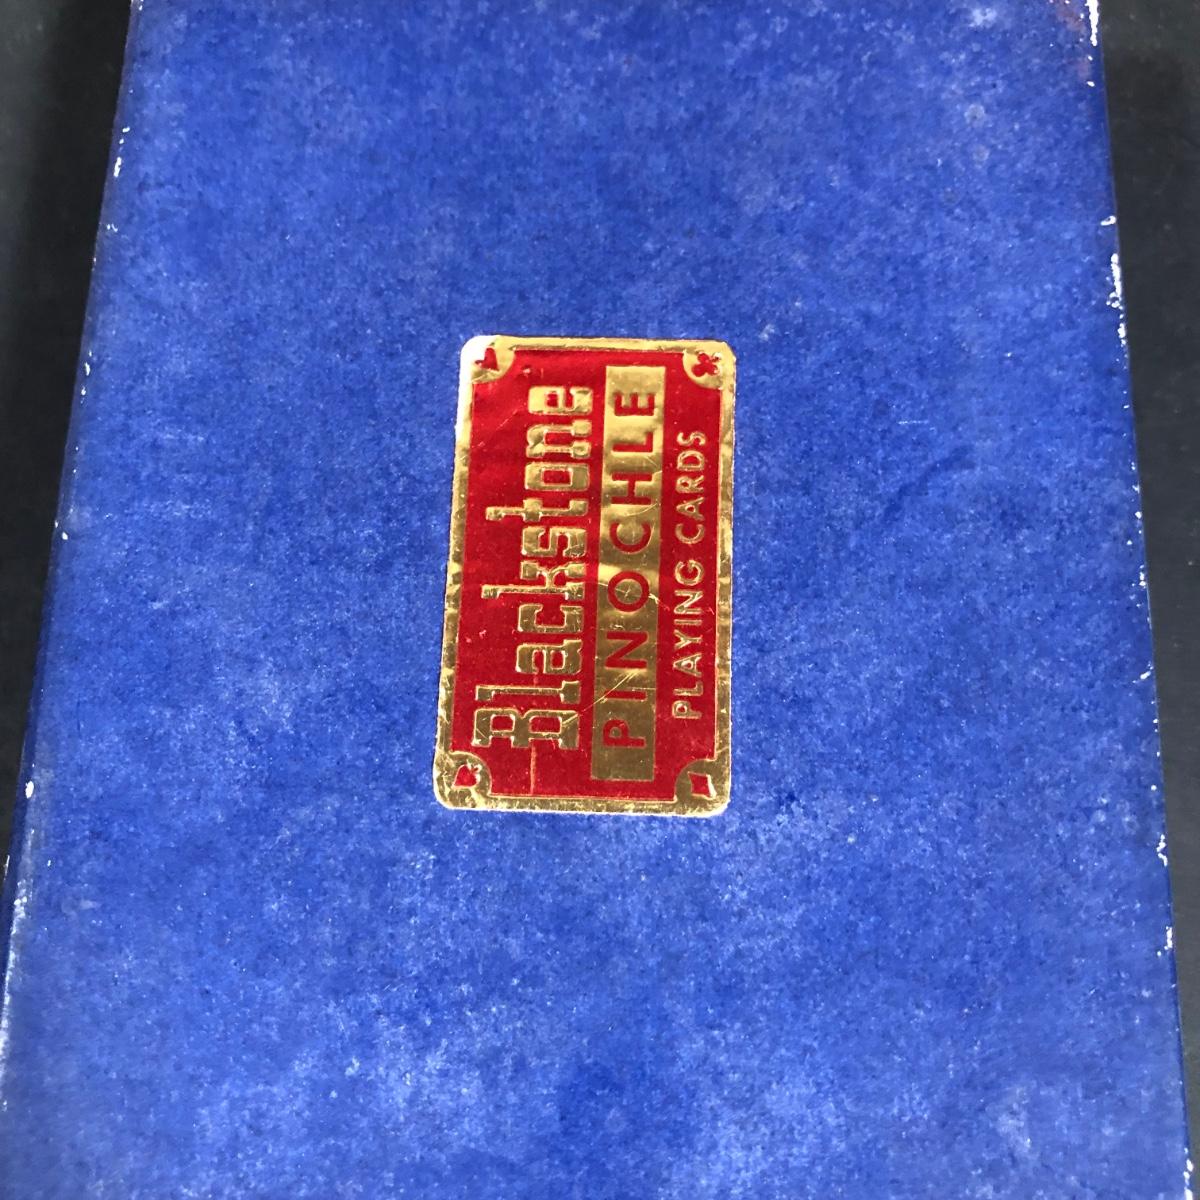 Blackstone
PINOCHLE
PLAYING CARDS